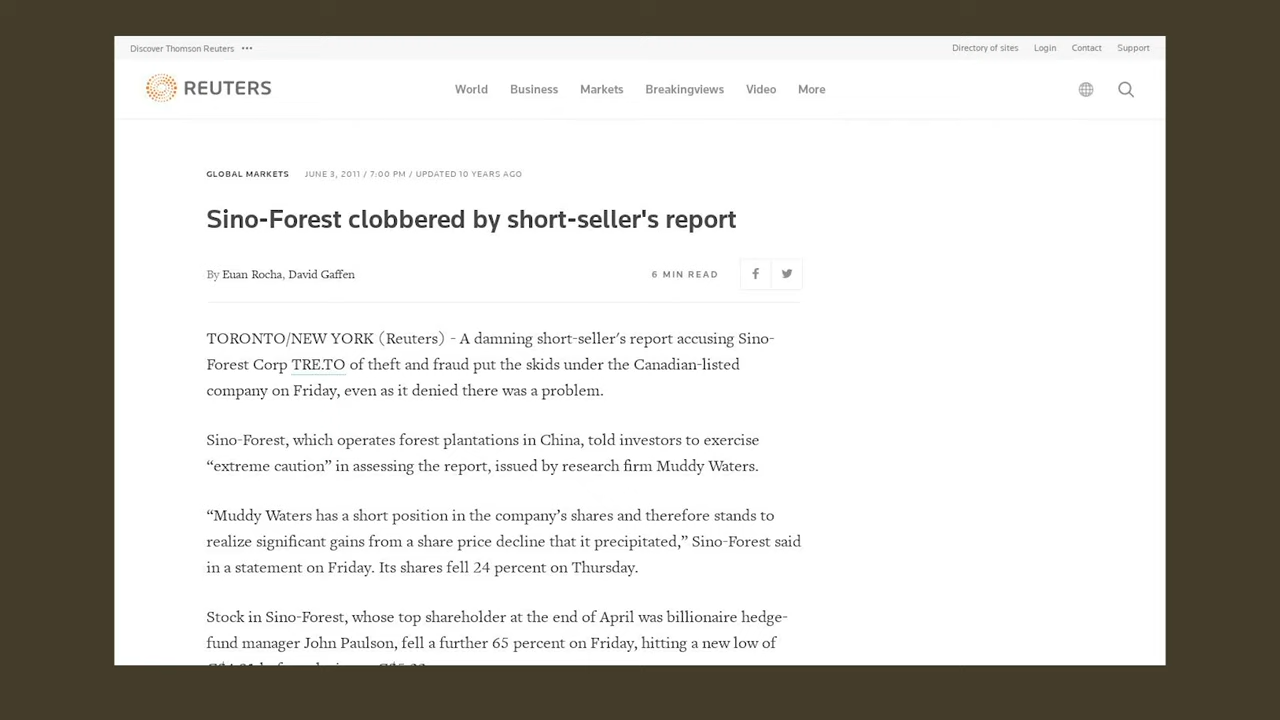 Discover Thomson Reuters •••
Directory of sites Login Contact Support
REUTERS World Business Markets Breakingviews Video More
GLOBAL MARKETS JUNE 3, 2011 / 7:00 PM / UPDATED 10 YEARS AGO
Sino-Forest clobbered by short-seller's report
By Euan Rocha, David Gaffen 6 MIN READ
TORONTO/NEW YORK (Reuters) - A damning short-seller's report accusing Sino-
Forest Corp TRE.TO of theft and fraud put the skids under the Canadian-listed
company on Friday, even as it denied there was a problem.
Sino-Forest, which operates forest plantations in China, told investors to exercise
“extreme caution” in assessing the report, issued by research firm Muddy Waters.
“Muddy Waters has a short position in the company’s shares and therefore stands to
realize significant gains from a share price decline that it precipitated,” Sino-Forest said
in a statement on Friday. Its shares fell 24 percent on Thursday.
Stock in Sino-Forest, whose top shareholder at the end of April was billionaire hedge-
fund manager John Paulson, fell a further 65 percent on Friday, hitting a new low of